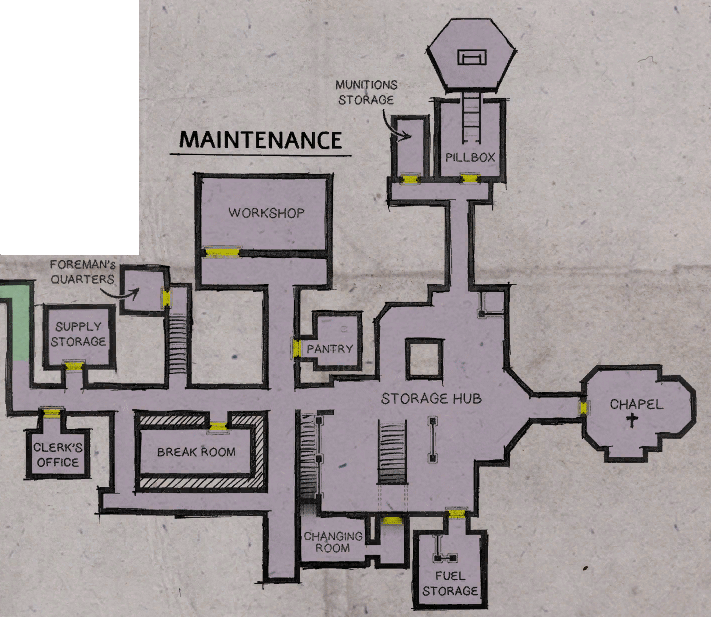 MUNITIONS
STORAGE
MAINTENANCE
PILLBOX
WORKSHOP
FOREMAN's
QUARTERS
SUPPLY
STORAGE
PANTRY
STORAGE HUB
CHAPEL
CLERK'S
OFFICE
BREAK ROOM
CHANGING
ROOM
FUEL
STORAGE